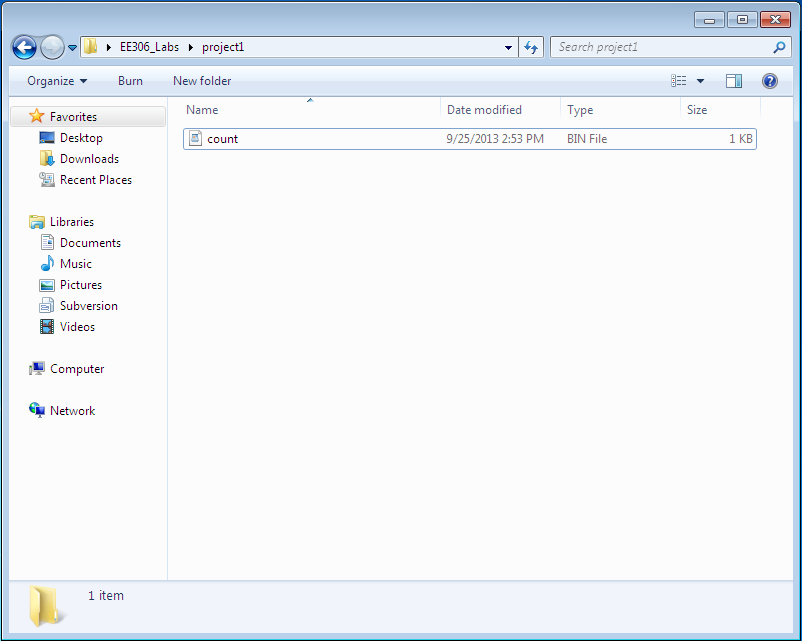 EE306_Labs project1 Search project1
Organize Burn New folder
Favorites
Desktop
Downloads
Recent Places
Libraries
Documents
Music
Pictures
Subversion
Videos
Computer
Network
Name Date modified Type Size
count 9/25/2013 2:53 PM BIN File 1 KB
1 item